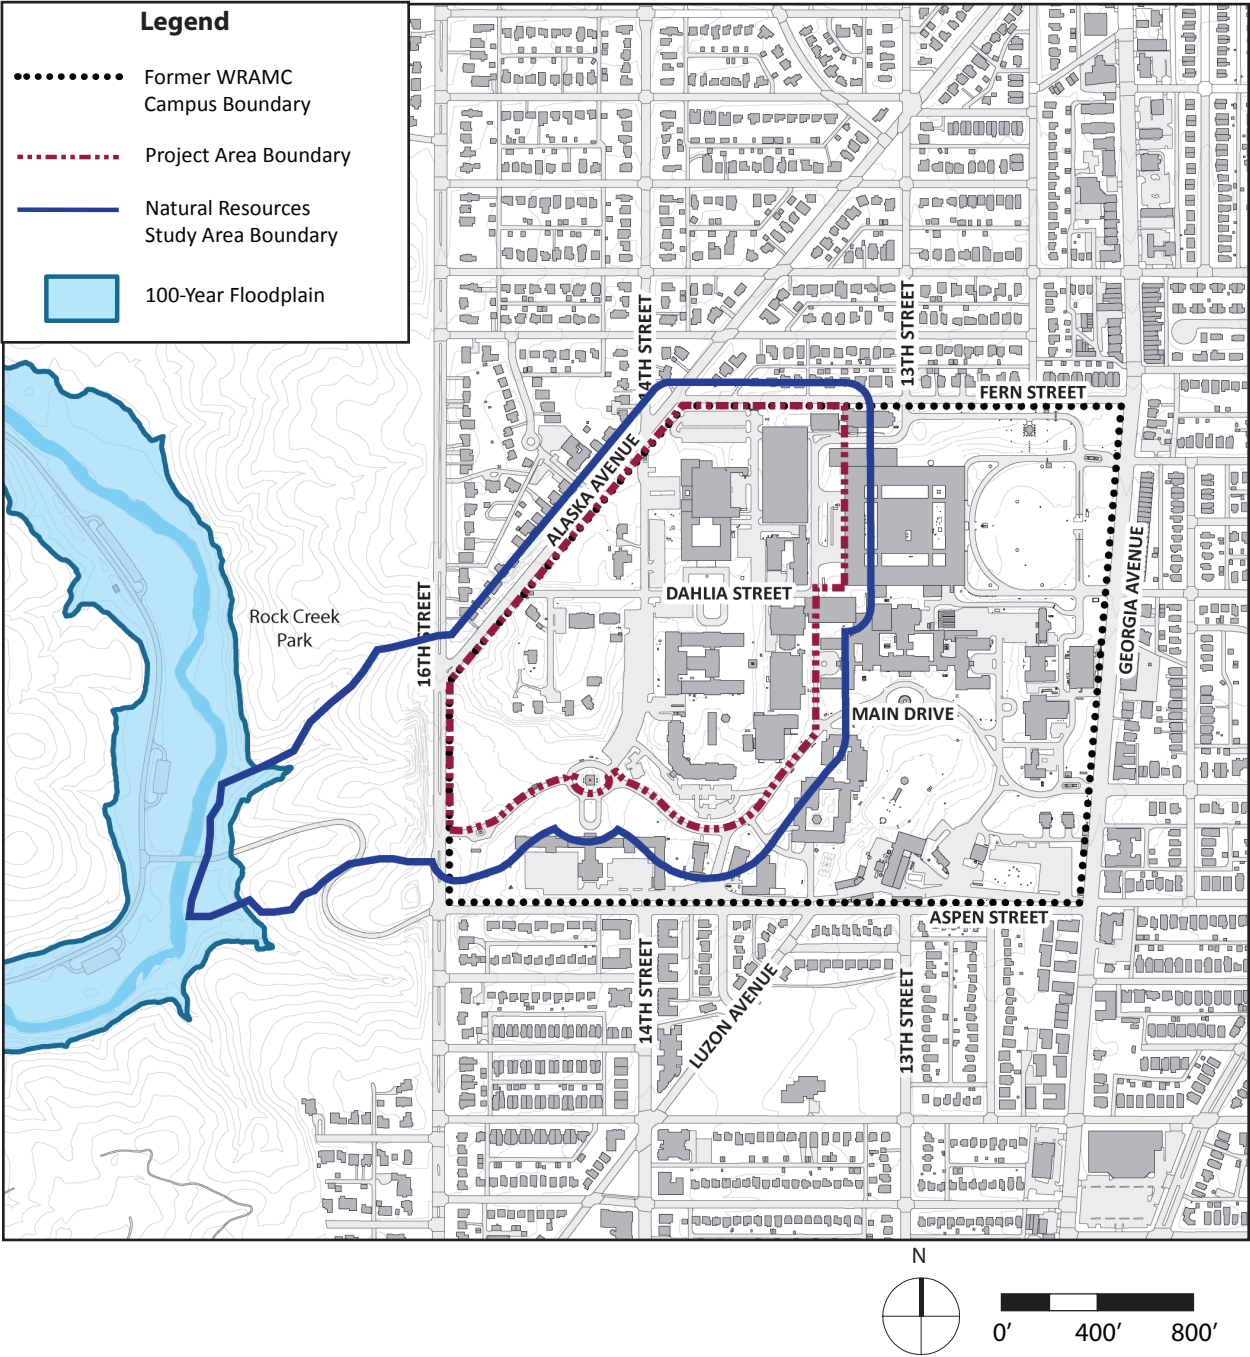 Legend
Former WRAMC
Campus Boundary
Project Area Boundary
Natural Resources
Study Area Boundary
100-Year Floodplain
14TH STREET
13TH STREET
FERN STREET
ALASKA AVENUE
GEORGIA AVENUE
DAHLIA STREET
Rock Creek
Park
16TH STREET
MAIN DRIVE
ASPEN STREET
14TH STREET
LUZON AVENUE
13TH STREET
N
0' 400' 800'